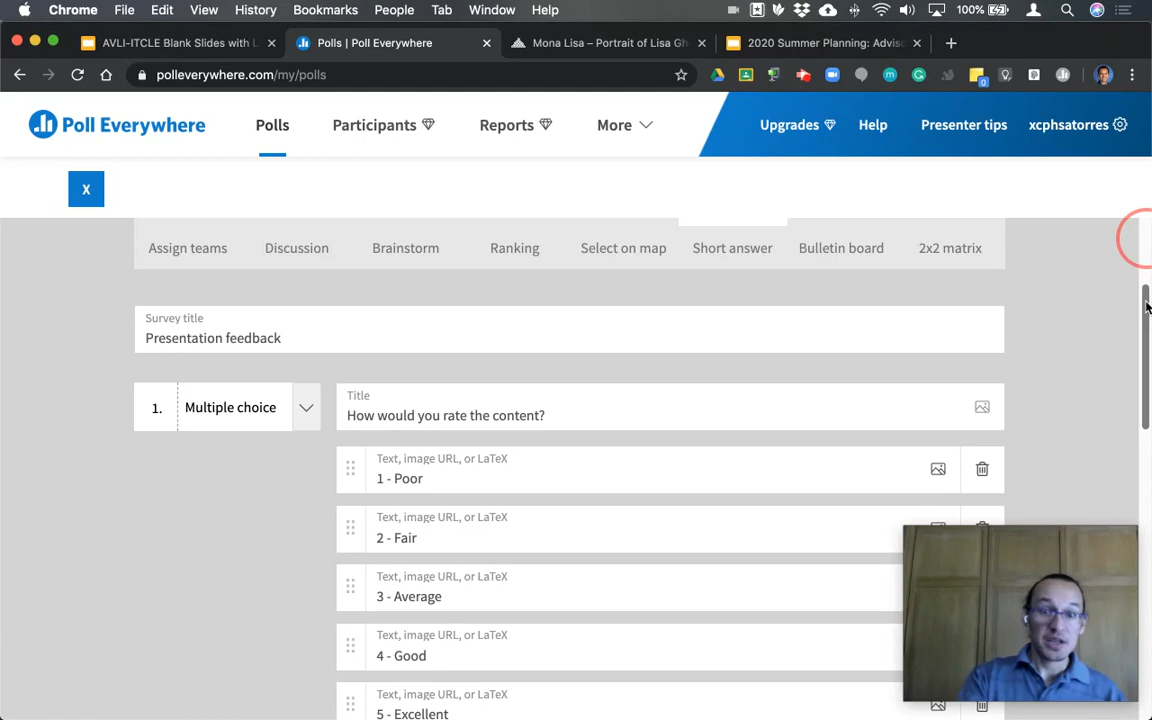 Chrome File Edit View History Bookmarks People Tab Window Help 100%
AVLI-ITCLE Blank Slides with L
Polls | Poll Everywhere
Mona Lisa – Portrait of Lisa Ghe
2020 Summer Planning: Adviso
polleverywhere.com/my/polls
0
Poll Everywhere
Polls
Participants
Reports
More
Upgrades
Help
Presenter tips
xcphsatorres
X
Assign teams
Discussion
Brainstorm
Ranking
Select on map
Short answer
Bulletin board
2x2 matrix
Survey title
Presentation feedback
1.
Multiple choice
Title
How would you rate the content?
Text, image URL, or LaTeX
1 - Poor
Text, image URL, or LaTeX
2 - Fair
Text, image URL, or LaTeX
3 - Average
Text, image URL, or LaTeX
4 - Good
Text, image URL, or LaTeX
5 - Excellent